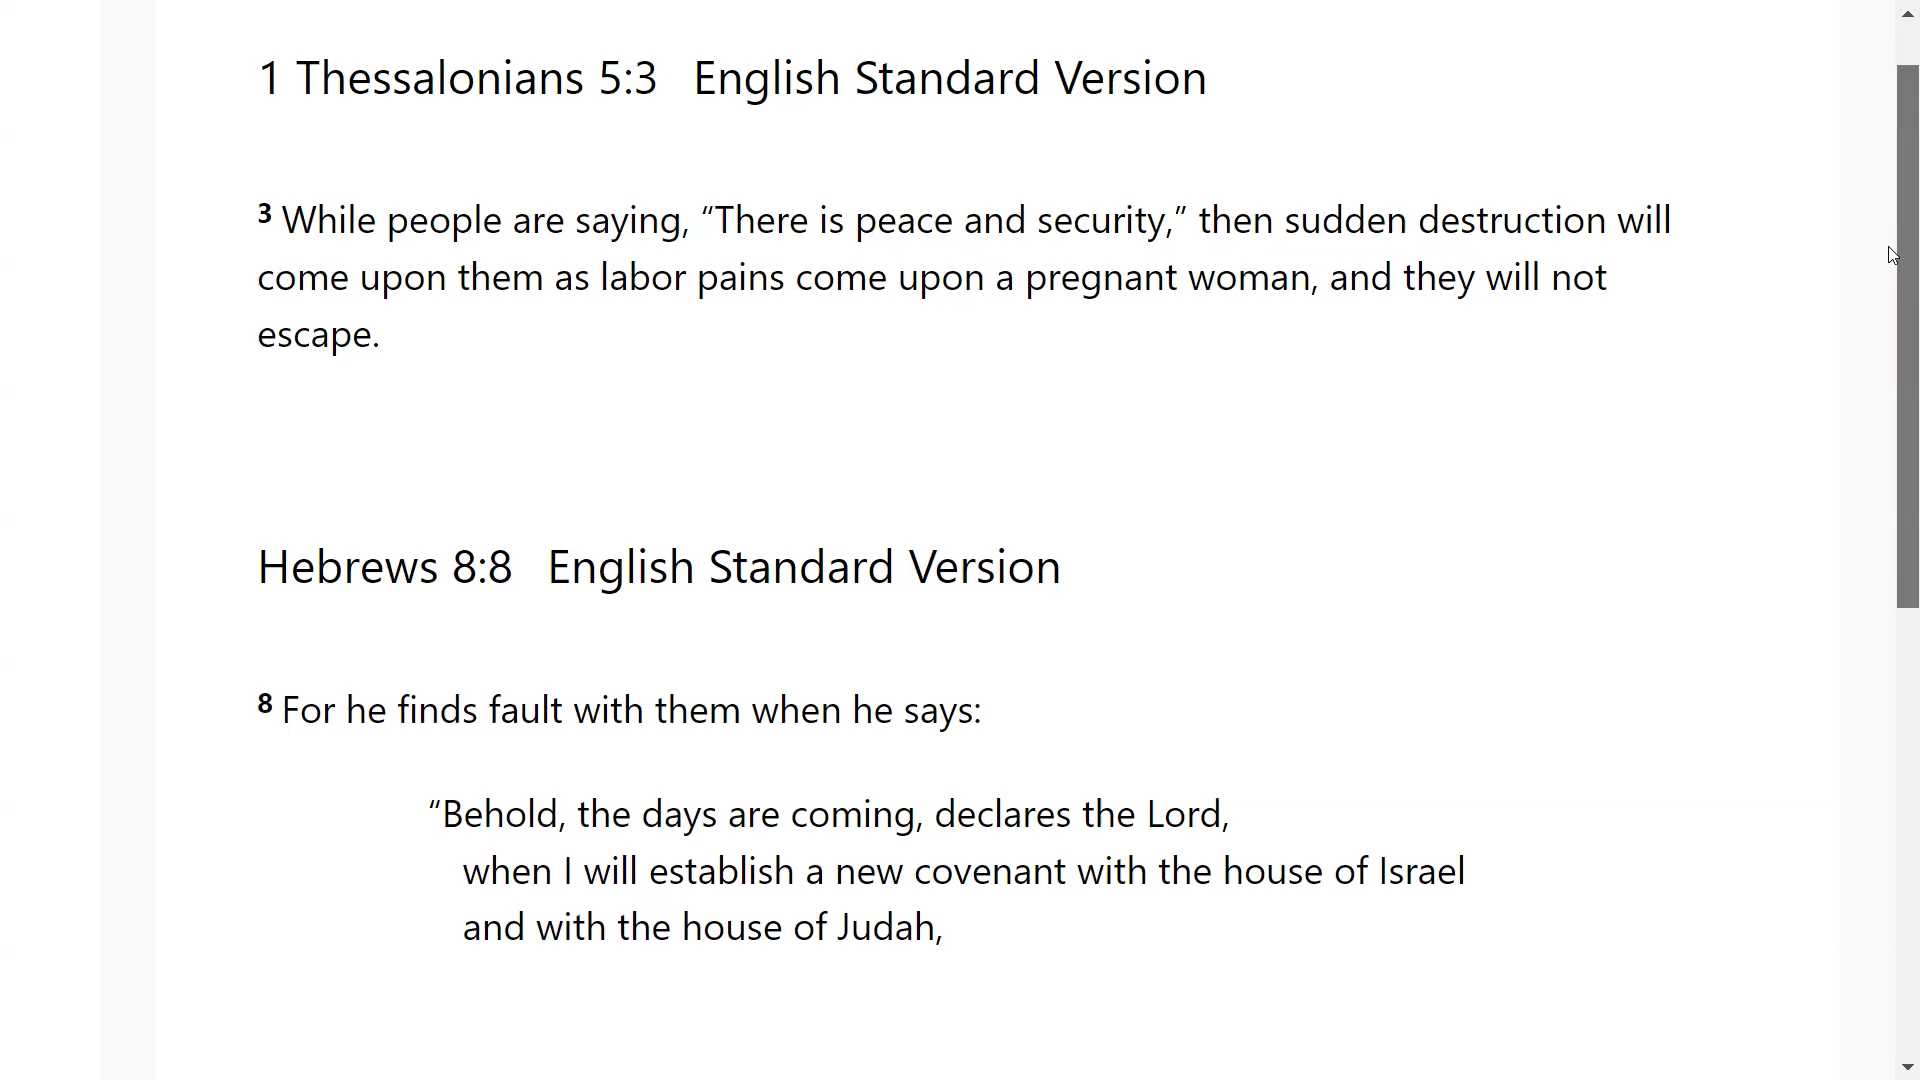 1 Thessalonians 5:3 English Standard Version
3 While people are saying, “There is peace and security,” then sudden destruction will
come upon them as labor pains come upon a pregnant woman, and they will not
escape.
Hebrews 8:8 English Standard Version
8 For he finds fault with them when he says:
“Behold, the days are coming, declares the Lord,
when I will establish a new covenant with the house of Israel
and with the house of Judah,